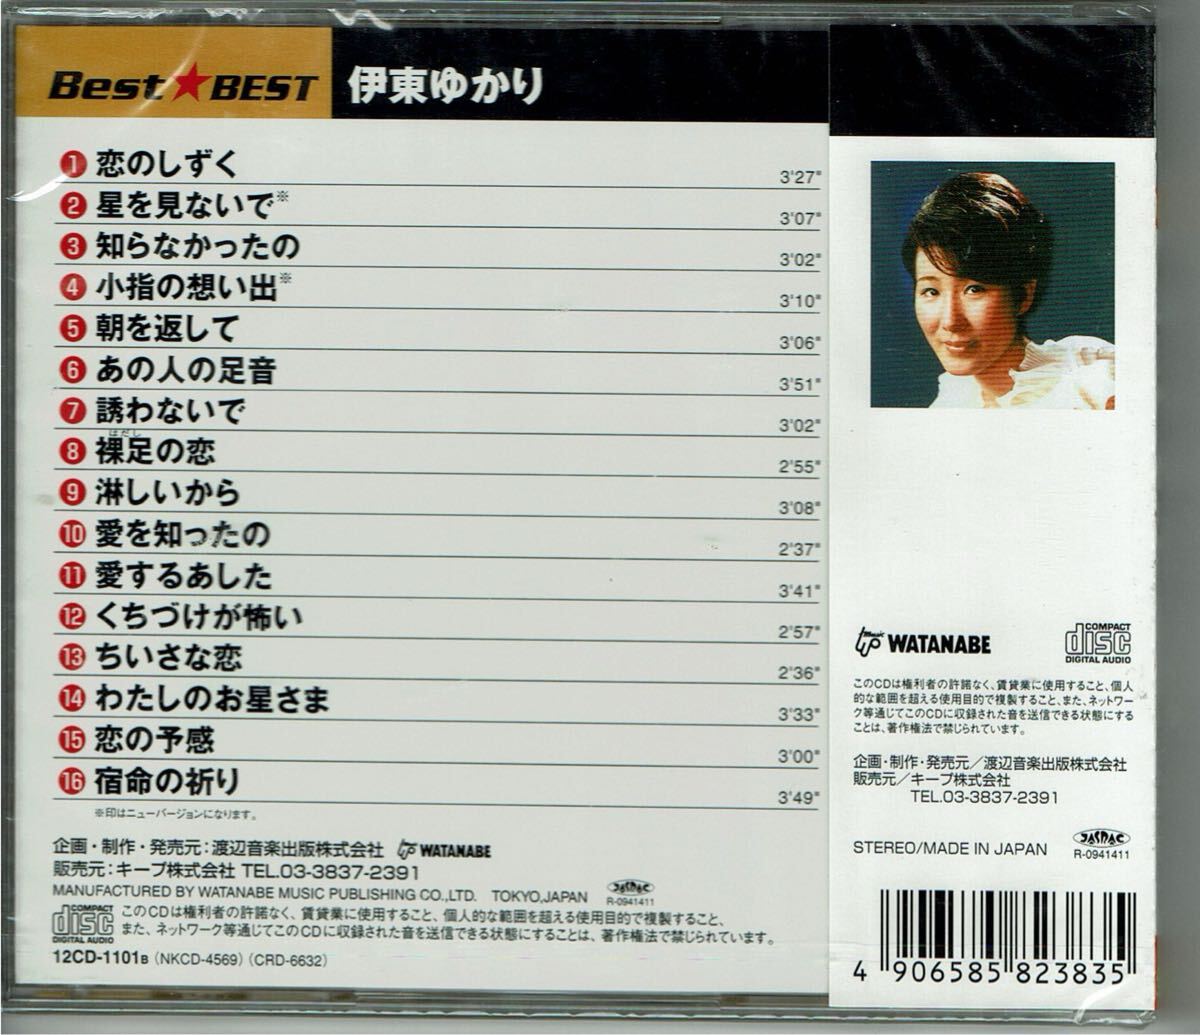 Best★BEST 伊東ゆかり
1 恋のしずく 3'27"
2 星を見ないで※ 3'07"
3 知らなかったの 3'02"
4 小指の想い出※ 3'10"
5 朝を返して 3'06"
6 あの人の足音 3'51"
7 誘わないで 3'02"
はだし
8 裸足の恋 2'55"
9 淋しいから 3'08"
10 愛を知ったの 2'37"
11 愛するあした 3'41"
12 くちづけが怖い 2'57"
13 ちいさな恋 2'36"
14 わたしのお星さま 3'33"
15 恋の予感 3'00"
16 宿命の祈り 3'49"
※印はニューバージョンになります。
企画・制作・発売元：渡辺音楽出版株式会社 WATANABE
販売元：キープ株式会社 TEL.03-3837-2391
MANUFACTURED BY WATANABE MUSIC PUBLISHING CO.,LTD. TOKYO,JAPAN
JASRAC
R-0941411
COMPACT disc DIGITAL AUDIO
このCDは権利者の許諾なく、賃貸業に使用すること、個人的な範囲を超える使用目的で複製すること、
また、ネットワーク等通じてこのCDに収録された音を送信できる状態にすることは、著作権法で禁じられています。
12CD-1101B (NKCD-4569) (CRD-6632)
music up WATANABE
COMPACT
disc
DIGITAL AUDIO
このCDは権利者の許諾なく、賃貸業に使用すること、個人
的な範囲を超える使用目的で複製すること、また、ネットワー
ク等通じてこのCDに収録された音を送信できる状態にする
ことは、著作権法で禁じられています。
企画・制作・発売元／渡辺音楽出版株式会社
販売元／キープ株式会社
TEL.03-3837-2391
STEREO/MADE IN JAPAN
JASRAC
R-0941411
4 906585 823835